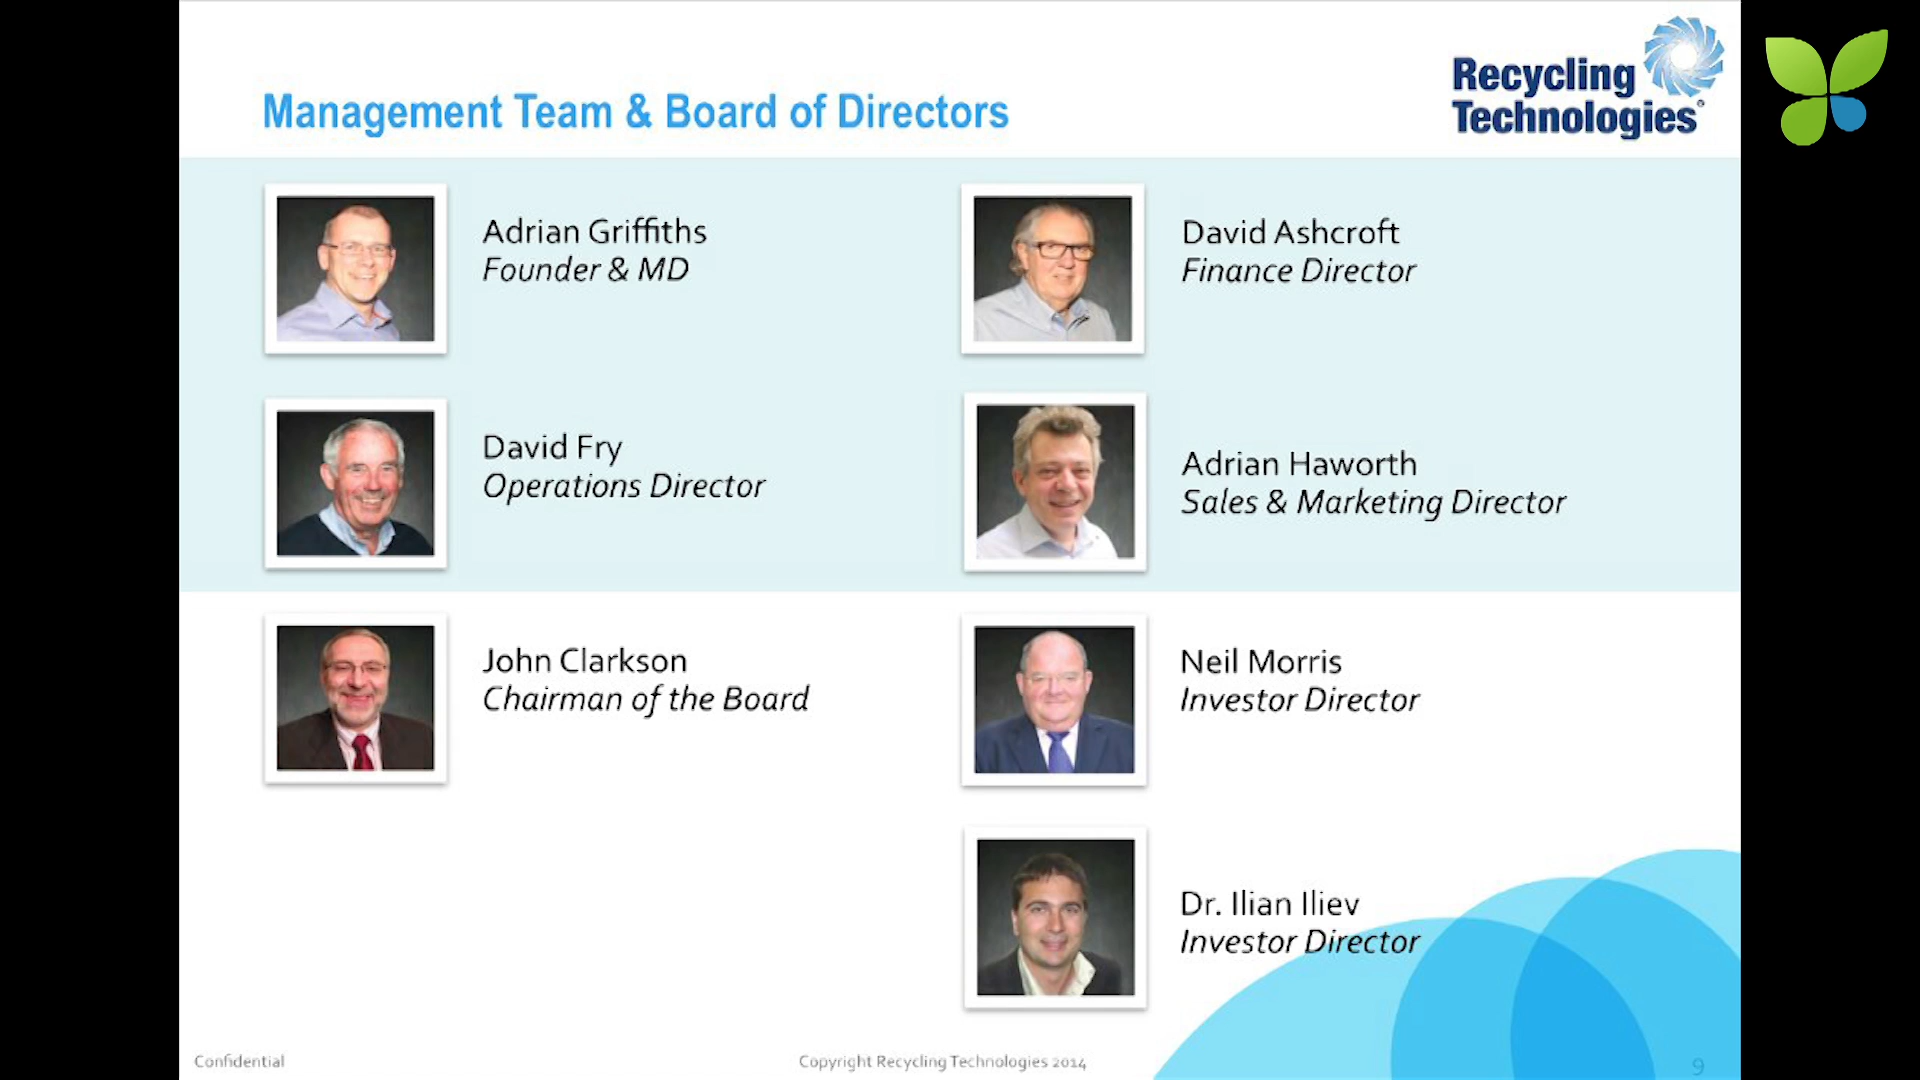 Recycling
Technologies®
Management Team & Board of Directors
Adrian Griffiths
Founder & MD
David Ashcroft
Finance Director
David Fry
Operations Director
Adrian Haworth
Sales & Marketing Director
John Clarkson
Chairman of the Board
Neil Morris
Investor Director
Dr. Ilian Iliev
Investor Director
Confidential
Copyright Recycling Technologies 2014
9